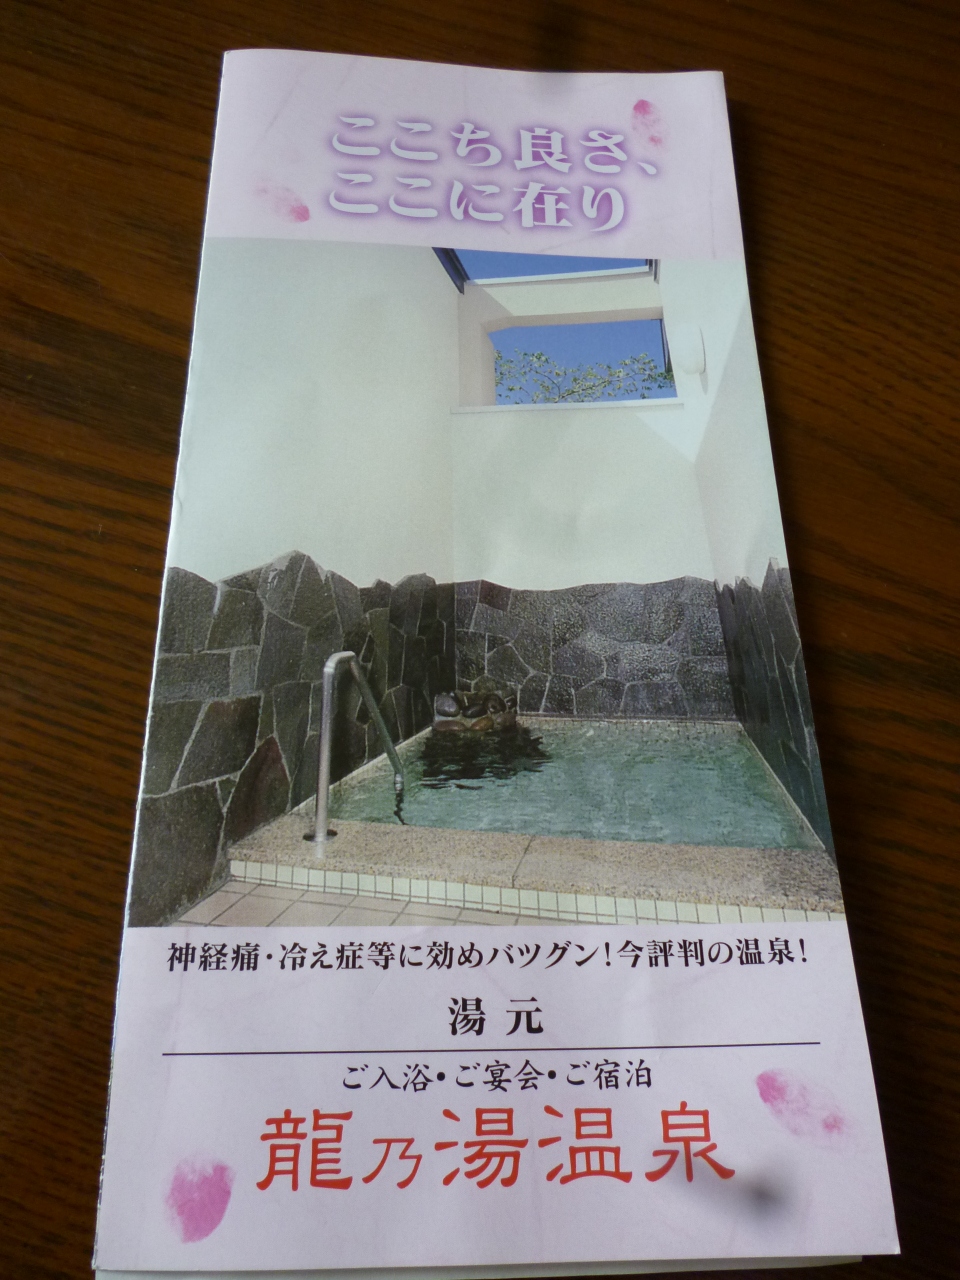 ここち良さ、
ここに在り
神経痛・冷え症等に効めバツグン!今評判の温泉!
湯元
ご入浴・ご宴会・ご宿泊
龍乃湯温泉